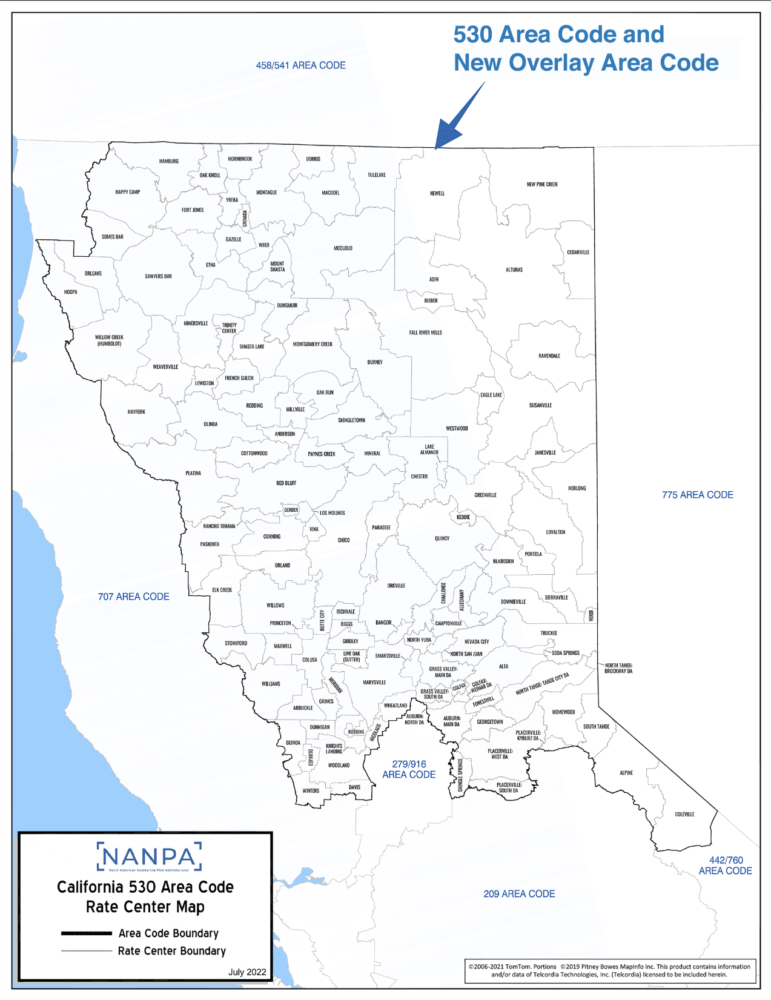 530 Area Code and
New Overlay Area Code
458/541 AREA CODE
HAMBURG
HORNBROOK
DORRIS
OAK KNOLL
TULELAKE
NEW PINE CREEK
HAPPY CAMP
MONTAGUE
MACDOEL
NEWELL
YREKA
FORT JONES
GRENADA
SOMES BAR
GAZELLE
WEED
MCCLOUD
CEDARVILLE
ETNA
MOUNT
SHASTA
ALTURAS
ORLEANS
SAWYERS BAR
ADIN
HOOPA
BIEBER
DUNSMUIR
MINERSVILLE
TRINITY
CENTER
FALL RIVER MILLS
WILLOW CREEK
(HUMBOLDT)
SHASTA LAKE
MONTGOMERY CREEK
RAVENDALE
BURNEY
WEAVERVILLE
FRENCH GULCH
LEWISTON
OAK RUN
EAGLE LAKE
REDDING
SUSANVILLE
HAYFORK
MILLVILLE
SHINGLETOWN
OLINDA
WESTWOOD
ANDERSON
LAKE
ALMANOR
COTTONWOOD
PAYNES CREEK
MINERAL
JANESVILLE
PLATINA
CHESTER
RED BLUFF
HERLONG
GREENVILLE
775 AREA CODE
GERBER
LOS MOLINOS
KEDDIE
RANCHO TEHAMA
VINA
PARADISE
LOYALTON
CORNING
CHICO
QUINCY
PASKENTA
PORTOLA
BLAIRSDEN
ORLAND
OROVILLE
ELK CREEK
CHALLENGE
ALLEGHANY
707 AREA CODE
DOWNIEVILLE
SIERRAVILLE
WILLOWS
RICHVALE
BUTTE CITY
VERDI
PRINCETON
BIGGS
BANGOR
CAMPTONVILLE
TRUCKEE
STONYFORD
MAXWELL
GRIDLEY
NORTH YUBA
NEVADA CITY
COLUSA
LIVE OAK
(SUTTER)
SMARTSVILLE
NORTH SAN JUAN
SODA SPRINGS
GRASS VALLEY:
MAIN DA
ALTA
NORTH TAHOE:
BROCKWAY DA
WILLIAMS
MERIDIAN
MARYSVILLE
COLFAX
COLFAX:
WEIMAR DA
NORTH TAHOE: TAHOE CITY DA
GRASS VALLEY:
SOUTH DA
GRIMES
FORESTHILL
ARBUCKLE
WHEATLAND
HOMEWOOD
AUBURN:
NORTH DA
AUBURN:
MAIN DA
GEORGETOWN
SOUTH TAHOE
DUNNIGAN
ROBBINS
NICOLAUS
PLACERVILLE:
KYBURZ DA
GUINDA
KNIGHTS
LANDING
ESPARTO
PLACERVILLE:
WEST DA
WOODLAND
279/916
AREA CODE
SHINGLE SPRINGS
ALPINE
WINTERS
DAVIS
PLACERVILLE:
SOUTH DA
COLEVILLE
442/760
AREA CODE
209 AREA CODE
NANPA
North American Numbering Plan Administrator
California 530 Area Code
Rate Center Map
Area Code Boundary
Rate Center Boundary
July 2022
©2006-2021 TomTom. Portions ©2019 Pitney Bowes MapInfo Inc. This product contains information
and/or data of Telcordia Technologies, Inc. (Telcordia) licensed to be included herein.